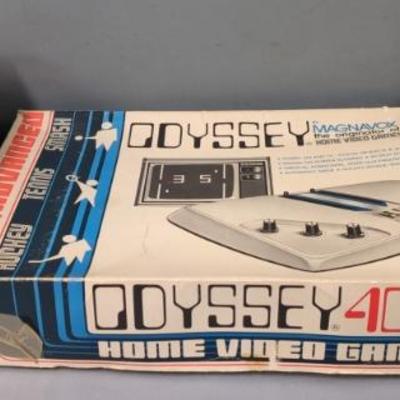 MAGNAVOX
HOCKEY TENNIS SMASH
ODYSSEY
by MAGNAVOX
the originator of
HOME VIDEO GAMES
3 5
ODYSSEY® 40
HOME VIDEO GAM